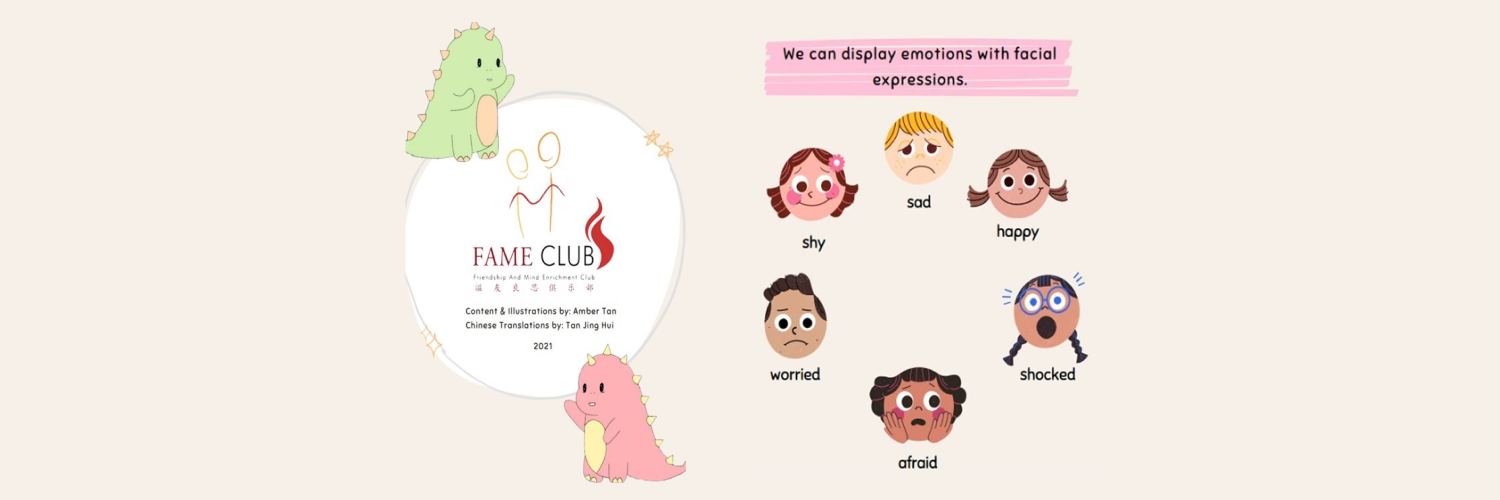 FAME CLUB
Friendship And Mind Enrichment Club
溢友良思俱乐部
Content & Illustrations by: Amber Tan
Chinese Translations by: Tan Jing Hui
2021
We can display emotions with facial
expressions.
sad
shy
happy
worried
shocked
afraid